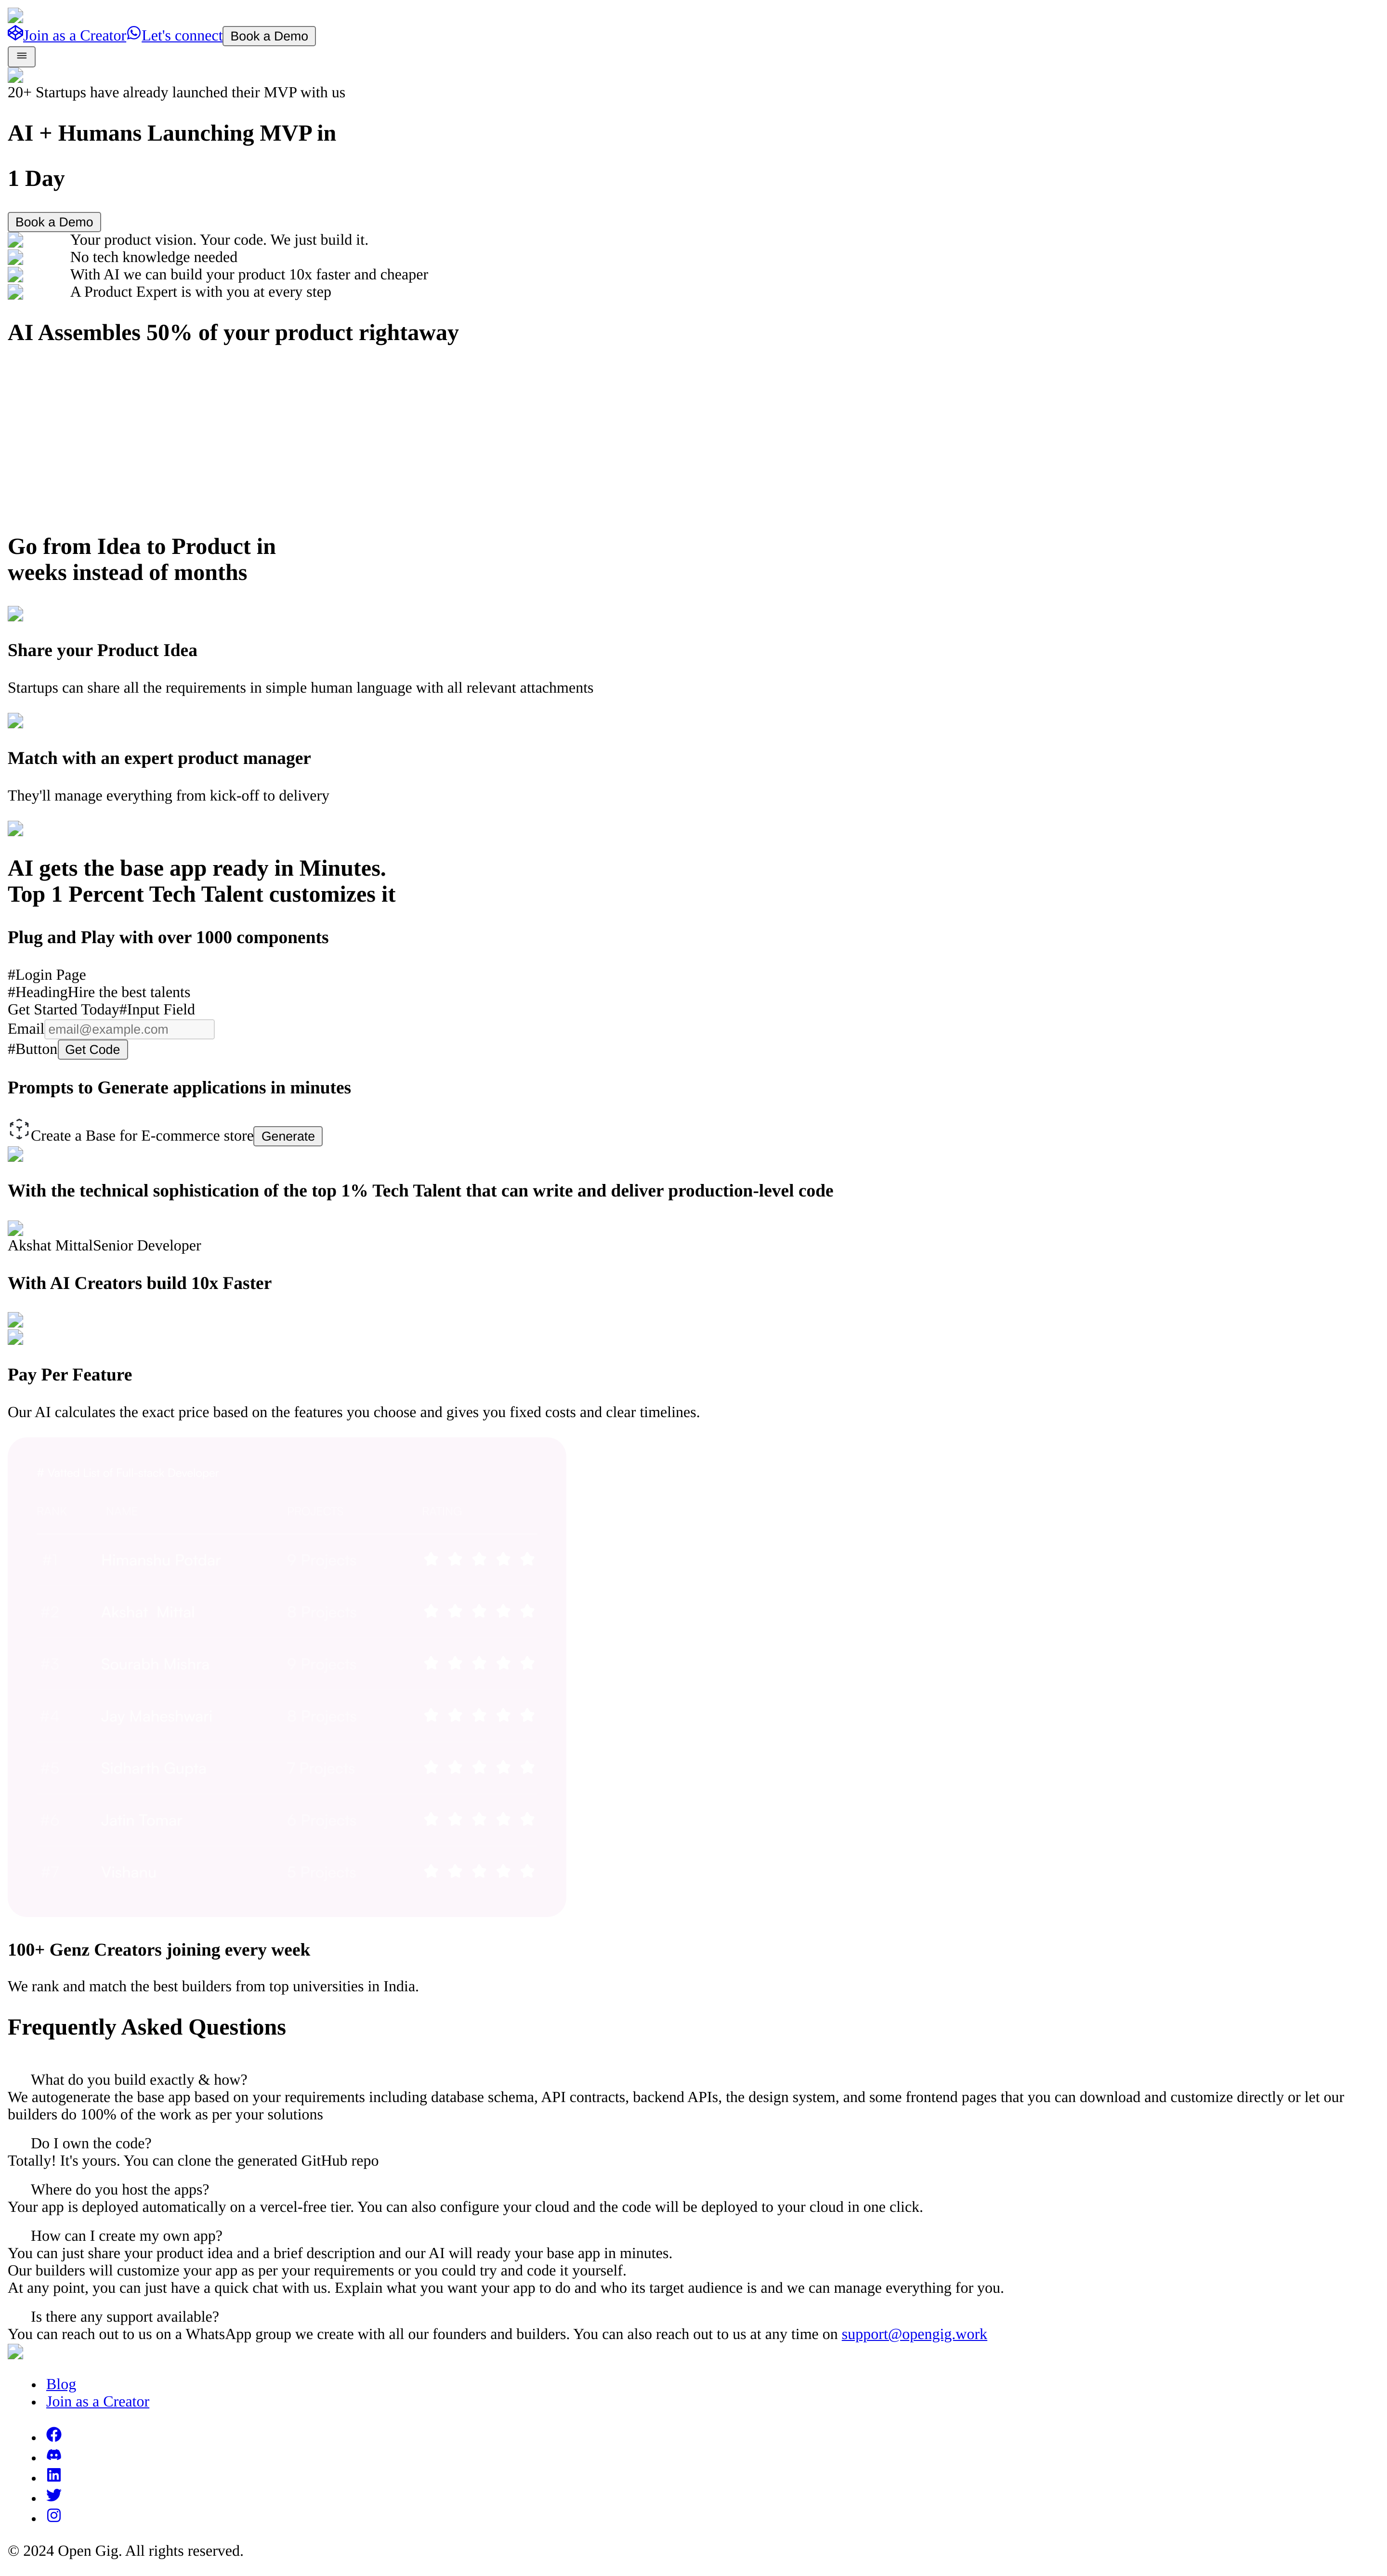 Join as a Creator Let's connect Book a Demo
20+ Startups have already launched their MVP with us
AI + Humans Launching MVP in
1 Day
Book a Demo
Your product vision. Your code. We just build it.
No tech knowledge needed
With AI we can build your product 10x faster and cheaper
A Product Expert is with you at every step
AI Assembles 50% of your product rightaway
Go from Idea to Product in
weeks instead of months
Share your Product Idea
Startups can share all the requirements in simple human language with all relevant attachments
Match with an expert product manager
They'll manage everything from kick-off to delivery
AI gets the base app ready in Minutes.
Top 1 Percent Tech Talent customizes it
Plug and Play with over 1000 components
#Login Page
#HeadingHire the best talents
Get Started Today#Input Field
Email email@example.com
#Button Get Code
Prompts to Generate applications in minutes
Create a Base for E-commerce store Generate
With the technical sophistication of the top 1% Tech Talent that can write and deliver production-level code
Akshat MittalSenior Developer
With AI Creators build 10x Faster
Pay Per Feature
Our AI calculates the exact price based on the features you choose and gives you fixed costs and clear timelines.
Himanshu Potdar
Akshat Mittal
Sourabh Mishra
Jay Maheshwari
Sidharth Gupta
100+ Genz Creators joining every week
We rank and match the best builders from top universities in India.
Frequently Asked Questions
What do you build exactly & how?
We autogenerate the base app based on your requirements including database schema, API contracts, backend APIs, the design system, and some frontend pages that you can download and customize directly or let our
builders do 100% of the work as per your solutions
Do I own the code?
Totally! It's yours. You can clone the generated GitHub repo
Where do you host the apps?
Your app is deployed automatically on a vercel-free tier. You can also configure your cloud and the code will be deployed to your cloud in one click.
How can I create my own app?
You can just share your product idea and a brief description and our AI will ready your base app in minutes.
Our builders will customize your app as per your requirements or you could try and code it yourself.
At any point, you can just have a quick chat with us. Explain what you want your app to do and who its target audience is and we can manage everything for you.
Is there any support available?
You can reach out to us on a WhatsApp group we create with all our founders and builders. You can also reach out to us at any time on support@opengig.work
Blog
Join as a Creator
© 2024 Open Gig. All rights reserved.